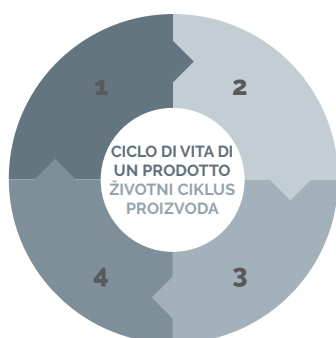 1
2
CICLO DI VITA DI
UN PRODOTTO
ŽIVOTNI CIKLUS
PROIZVODA
4
3